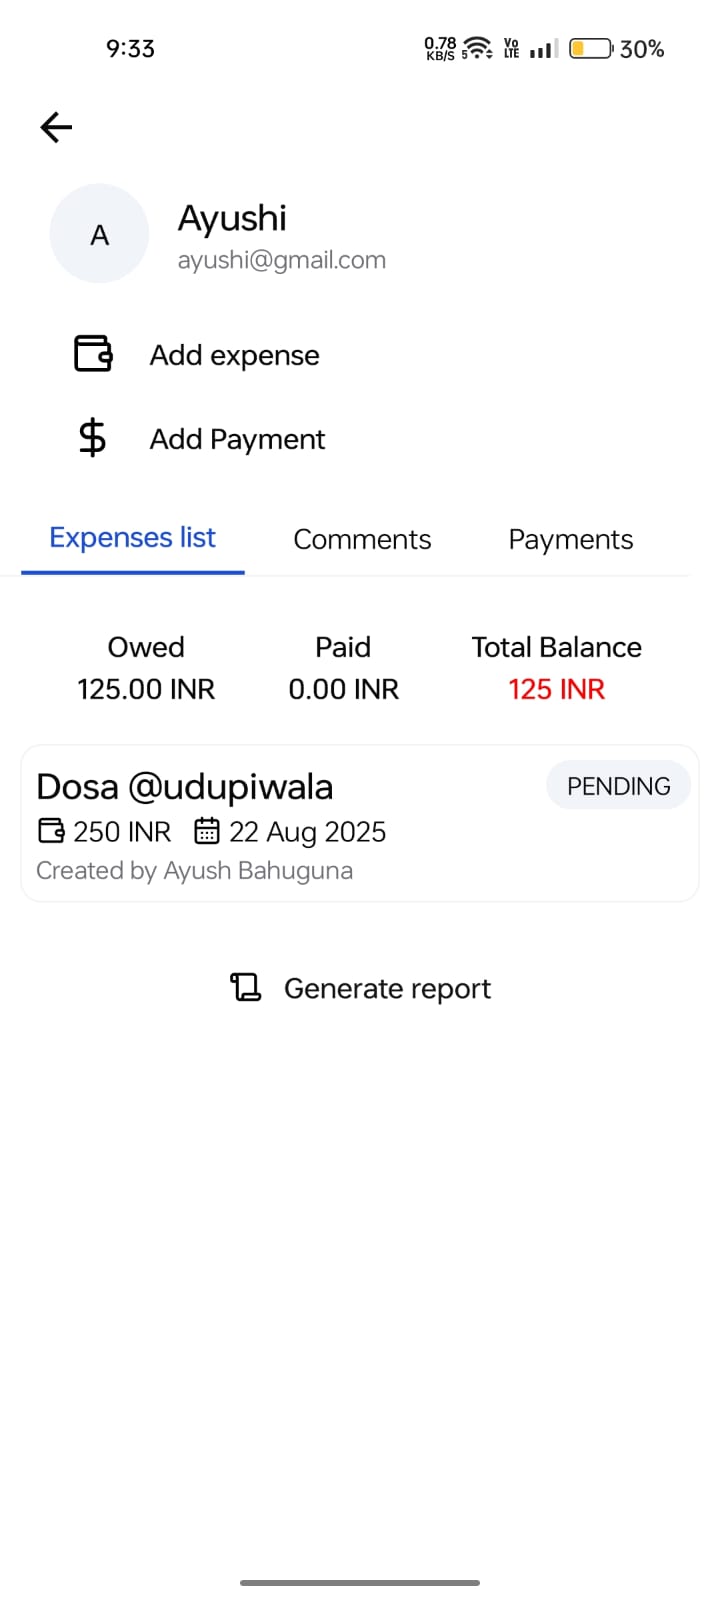 9:33
0.78 KB/S 5 Vo LTE 30%
A
Ayushi
ayushi@gmail.com
Add expense
Add Payment
Expenses list Comments Payments
Owed Paid Total Balance
125.00 INR 0.00 INR 125 INR
Dosa @udupiwala PENDING
250 INR 22 Aug 2025
Created by Ayush Bahuguna
Generate report